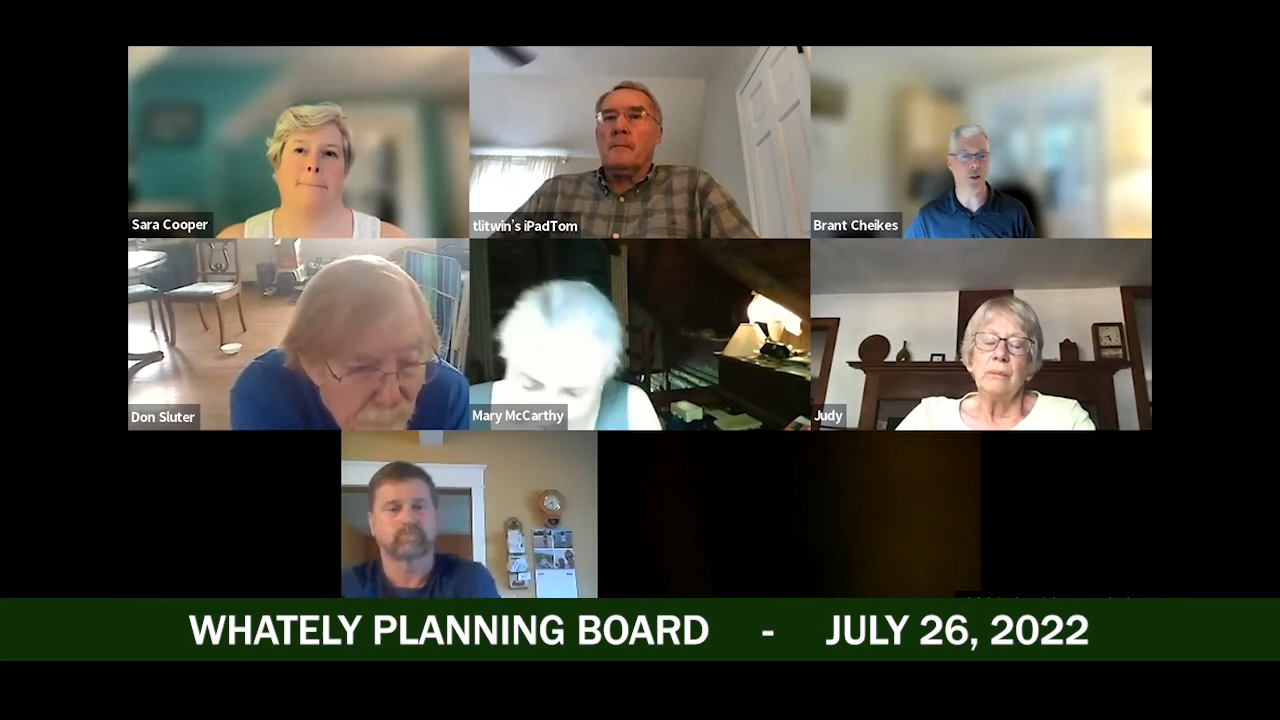 Sara Cooper
tlitwin's iPadTom
Brant Cheikes
Don Sluter
Mary McCarthy
Judy
WHATELY PLANNING BOARD - JULY 26, 2022